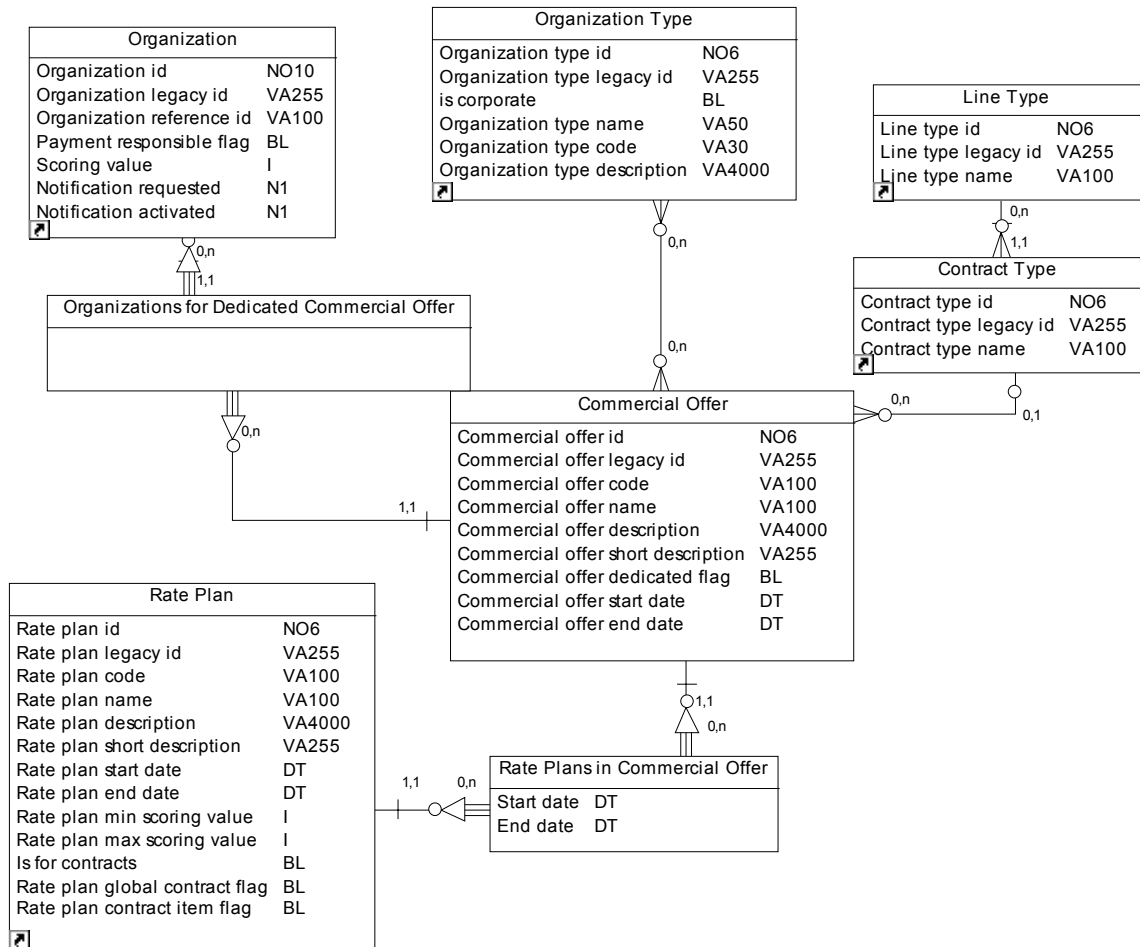 Organization
Organization id NO10
Organization legacy id VA255
Organization reference id VA100
Payment responsible flag BL
Scoring value I
Notification requested N1
Notification activated N1
Organization Type
Organization type id NO6
Organization type legacy id VA255
is corporate BL
Organization type name VA50
Organization type code VA30
Organization type description VA4000
Line Type
Line type id NO6
Line type legacy id VA255
Line type name VA100
0,n
1,1
0,n
1,1
0,n
Contract Type
Contract type id NO6
Contract type legacy id VA255
Contract type name VA100
Organizations for Dedicated Commercial Offer
0,n
0,n
0,n
0,1
1,1
Commercial Offer
Commercial offer id NO6
Commercial offer legacy id VA255
Commercial offer code VA100
Commercial offer name VA100
Commercial offer description VA4000
Commercial offer short description VA255
Commercial offer dedicated flag BL
Commercial offer start date DT
Commercial offer end date DT
Rate Plan
Rate plan id NO6
Rate plan legacy id VA255
Rate plan code VA100
Rate plan name VA100
Rate plan description VA4000
Rate plan short description VA255
Rate plan start date DT
Rate plan end date DT
Rate plan min scoring value I
Rate plan max scoring value I
Is for contracts BL
Rate plan global contract flag BL
Rate plan contract item flag BL
1,1
0,n
1,1
0,n
Rate Plans in Commercial Offer
Start date DT
End date DT